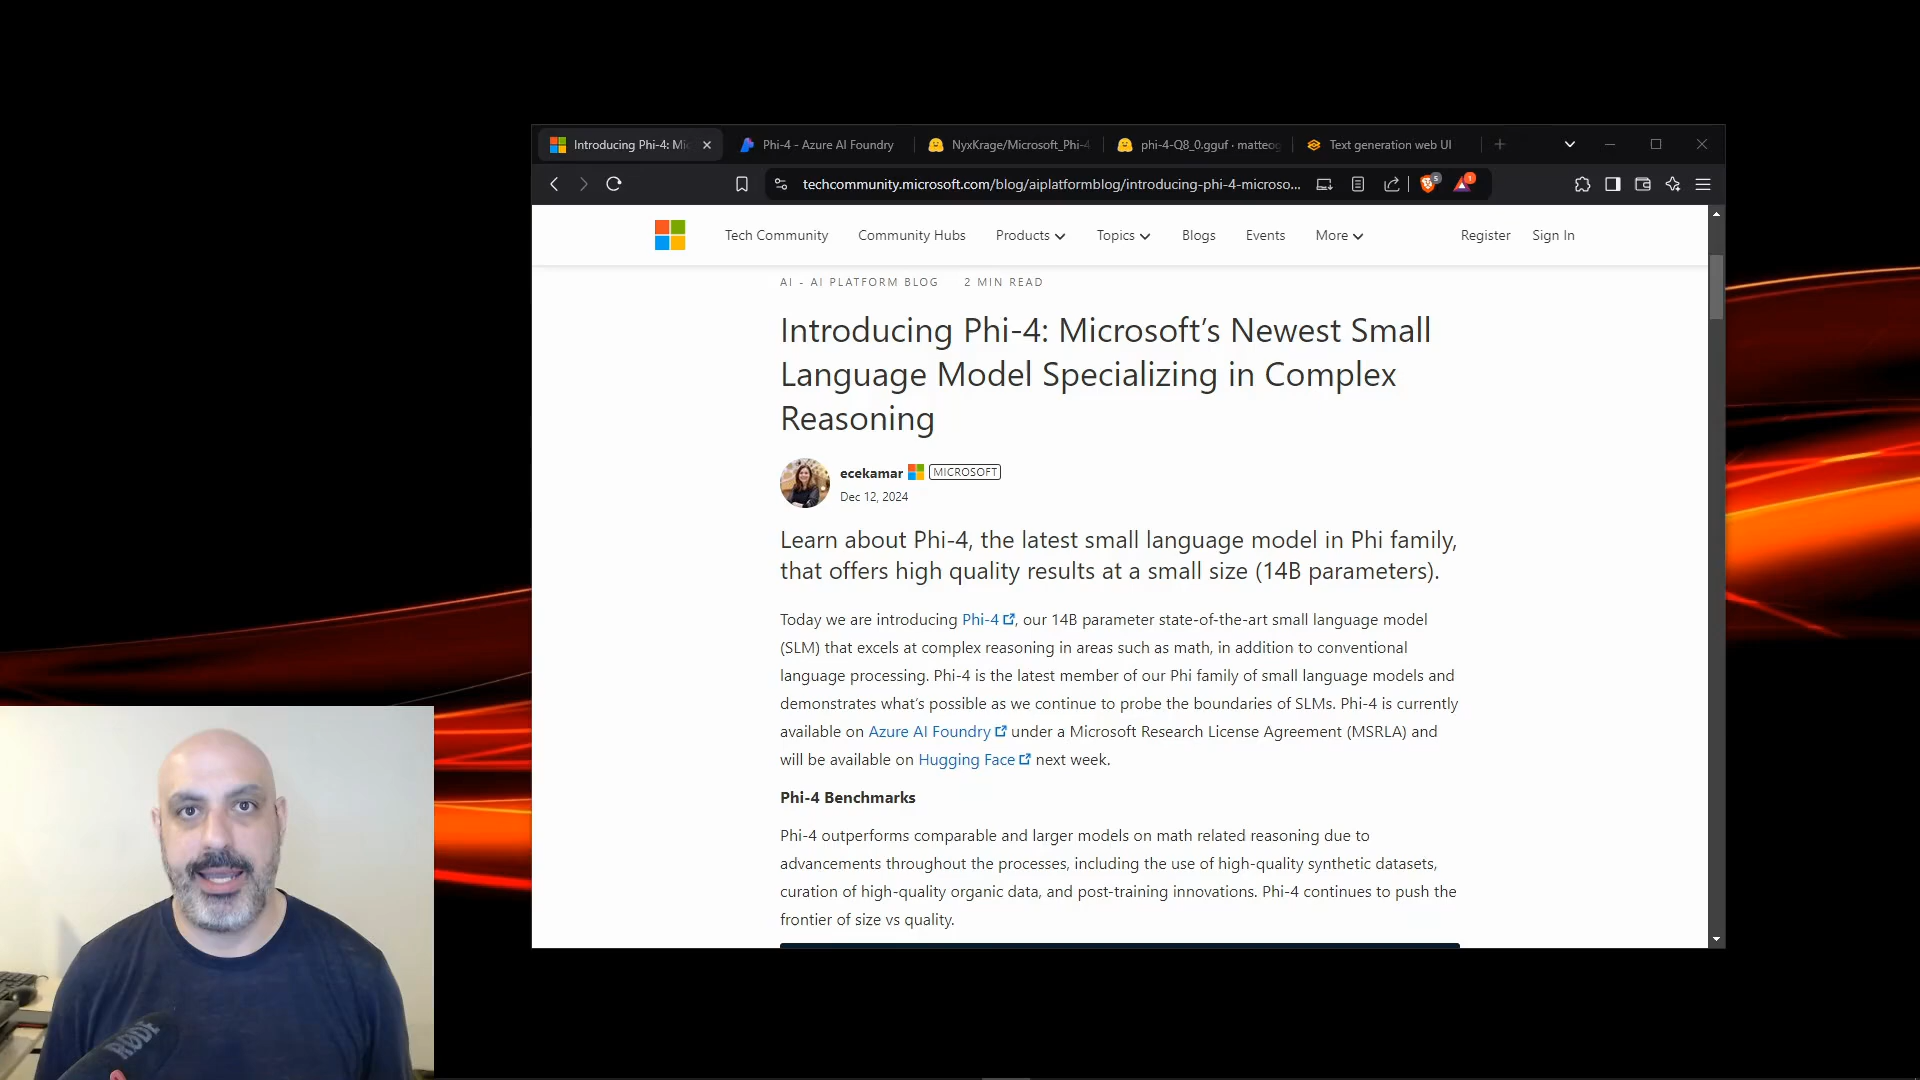 Introducing Phi-4: Mi
Phi-4 - Azure AI Foundry
NyxKrage/Microsoft_Phi-4
phi-4-Q8_0.gguf · matteog
Text generation web UI
techcommunity.microsoft.com/blog/aiplatformblog/introducing-phi-4-microso...
5
1
Tech Community
Community Hubs
Products
Topics
Blogs
Events
More
Register
Sign In
AI - AI PLATFORM BLOG
2 MIN READ
Introducing Phi-4: Microsoft’s Newest Small
Language Model Specializing in Complex
Reasoning
ecekamar
MICROSOFT
Dec 12, 2024
Learn about Phi-4, the latest small language model in Phi family,
that offers high quality results at a small size (14B parameters).
Today we are introducing Phi-4, our 14B parameter state-of-the-art small language model
(SLM) that excels at complex reasoning in areas such as math, in addition to conventional
language processing. Phi-4 is the latest member of our Phi family of small language models and
demonstrates what’s possible as we continue to probe the boundaries of SLMs. Phi-4 is currently
available on Azure AI Foundry under a Microsoft Research License Agreement (MSRLA) and
will be available on Hugging Face next week.
Phi-4 Benchmarks
Phi-4 outperforms comparable and larger models on math related reasoning due to
advancements throughout the processes, including the use of high-quality synthetic datasets,
curation of high-quality organic data, and post-training innovations. Phi-4 continues to push the
frontier of size vs quality.
RØDE